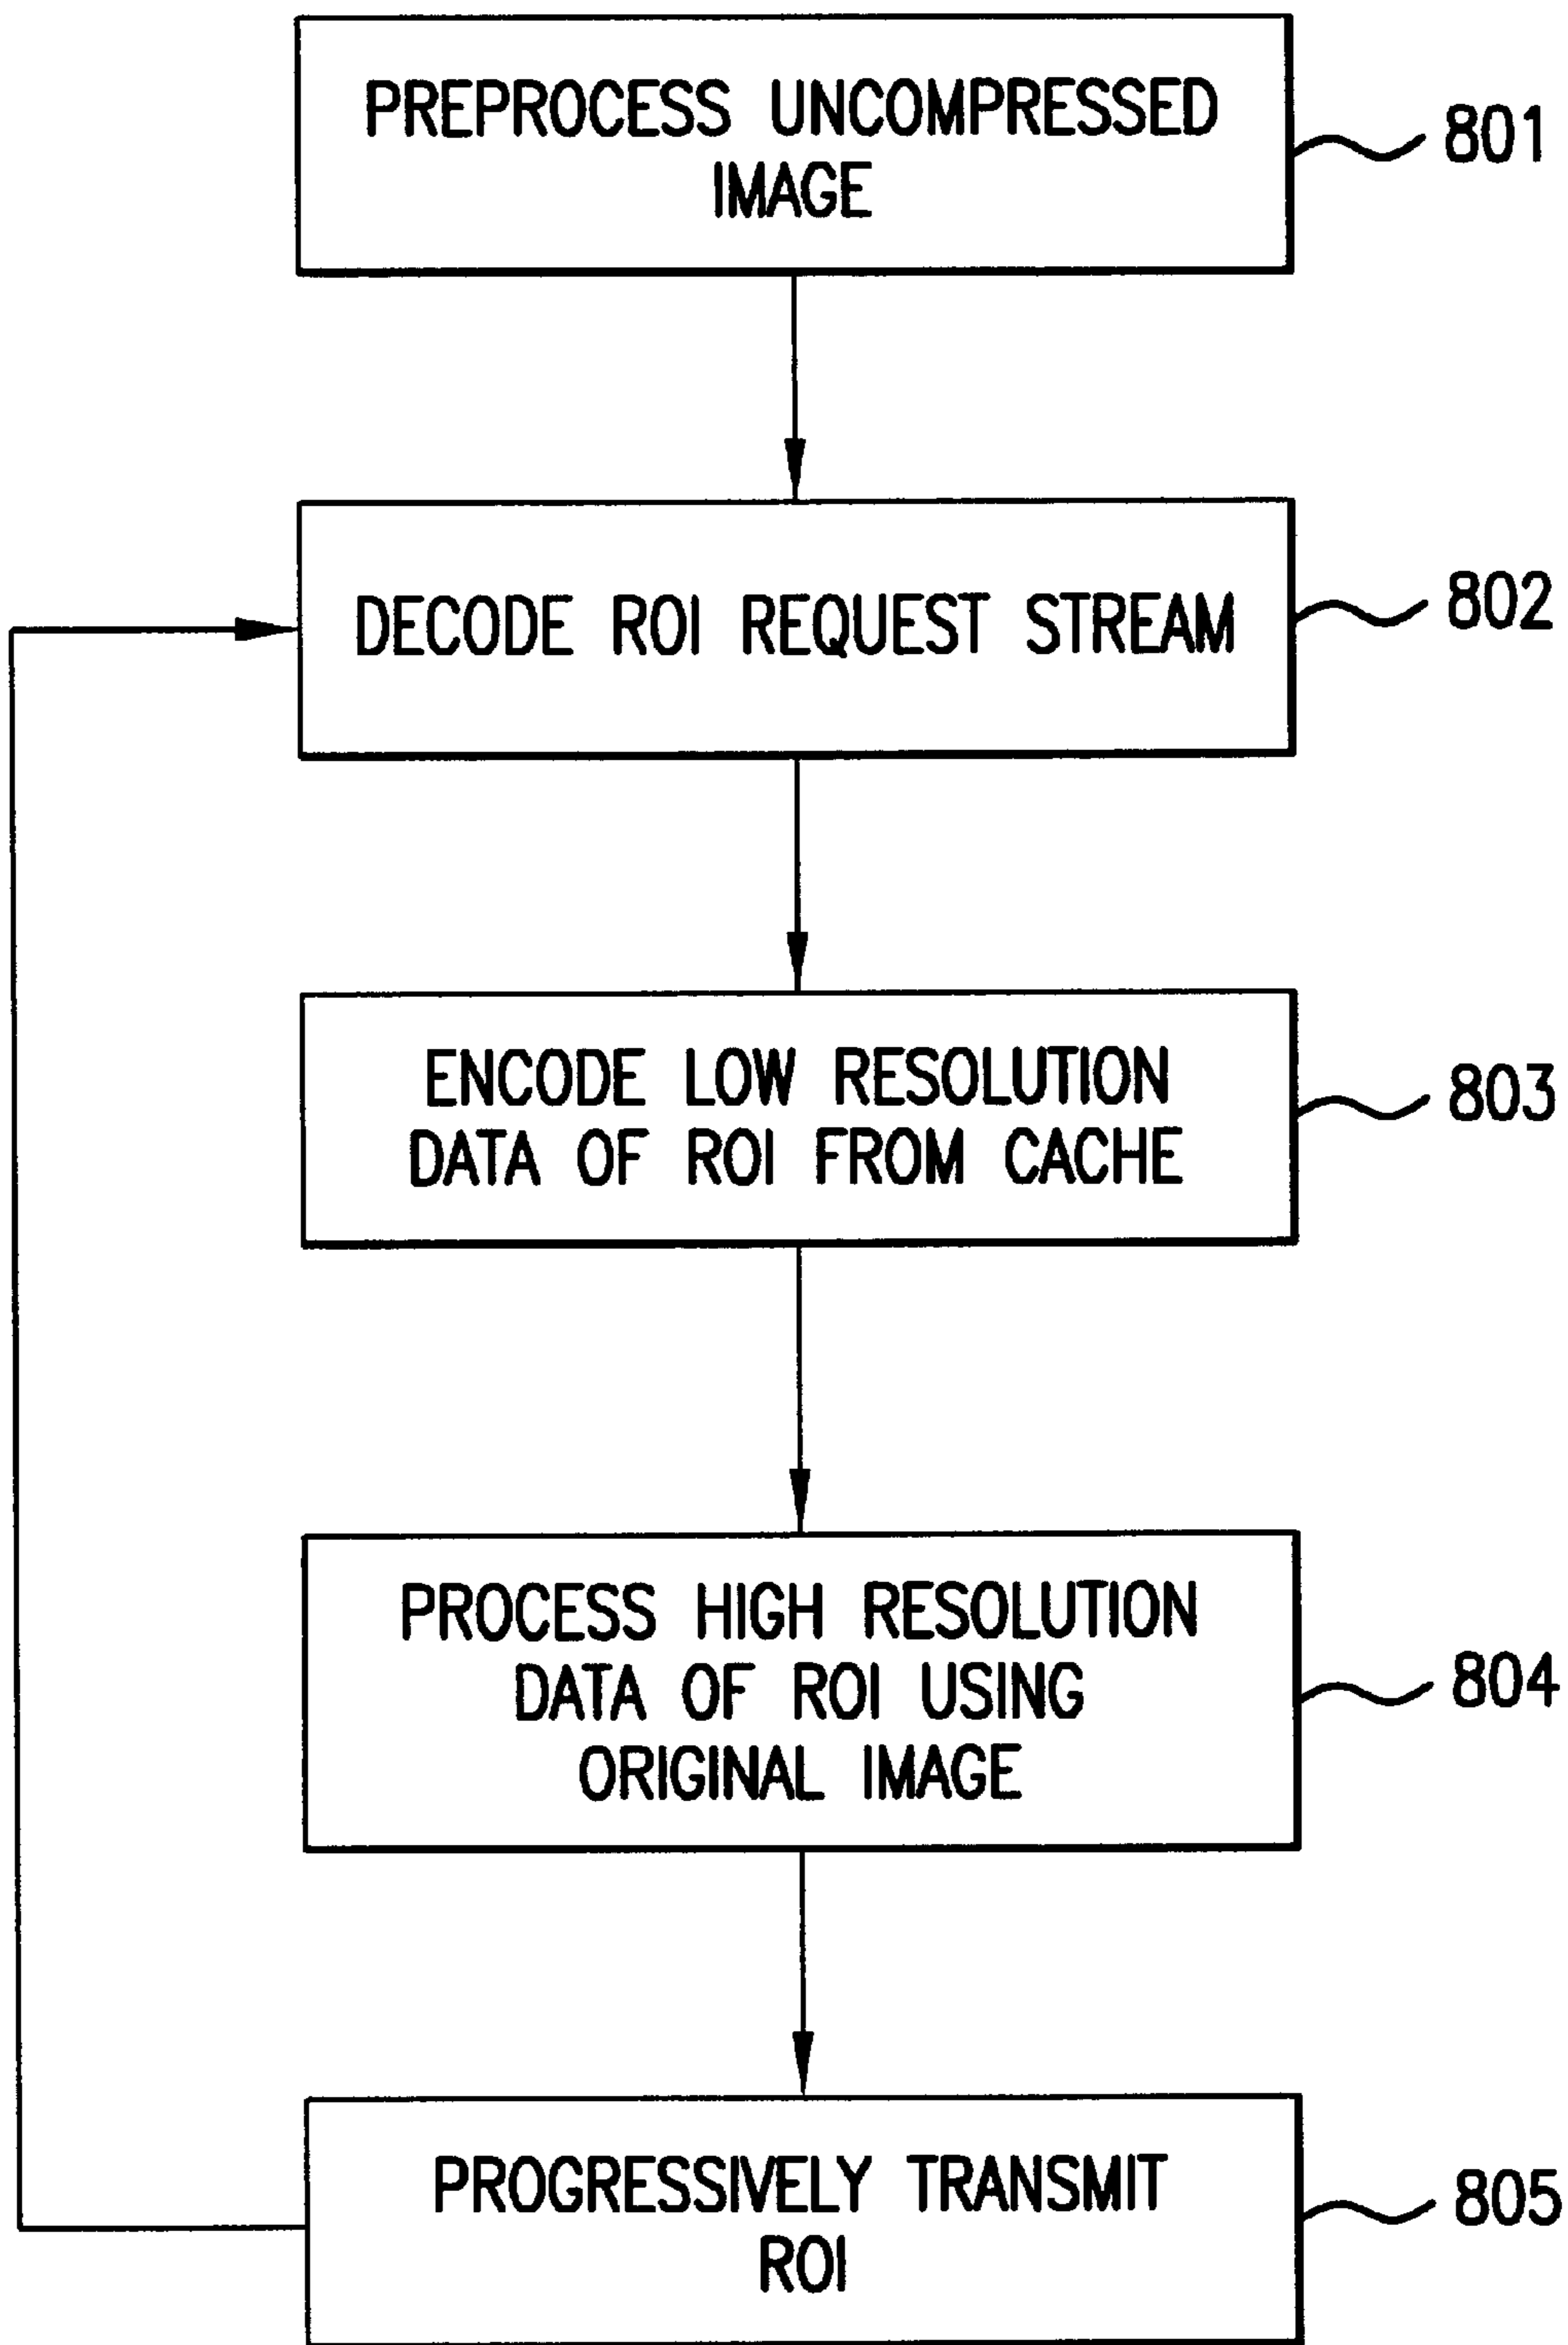 PREPROCESS UNCOMPRESSED
IMAGE
801
DECODE ROI REQUEST STREAM
802
ENCODE LOW RESOLUTION
DATA OF ROI FROM CACHE
803
PROCESS HIGH RESOLUTION
DATA OF ROI USING
ORIGINAL IMAGE
804
PROGRESSIVELY TRANSMIT
ROI
805